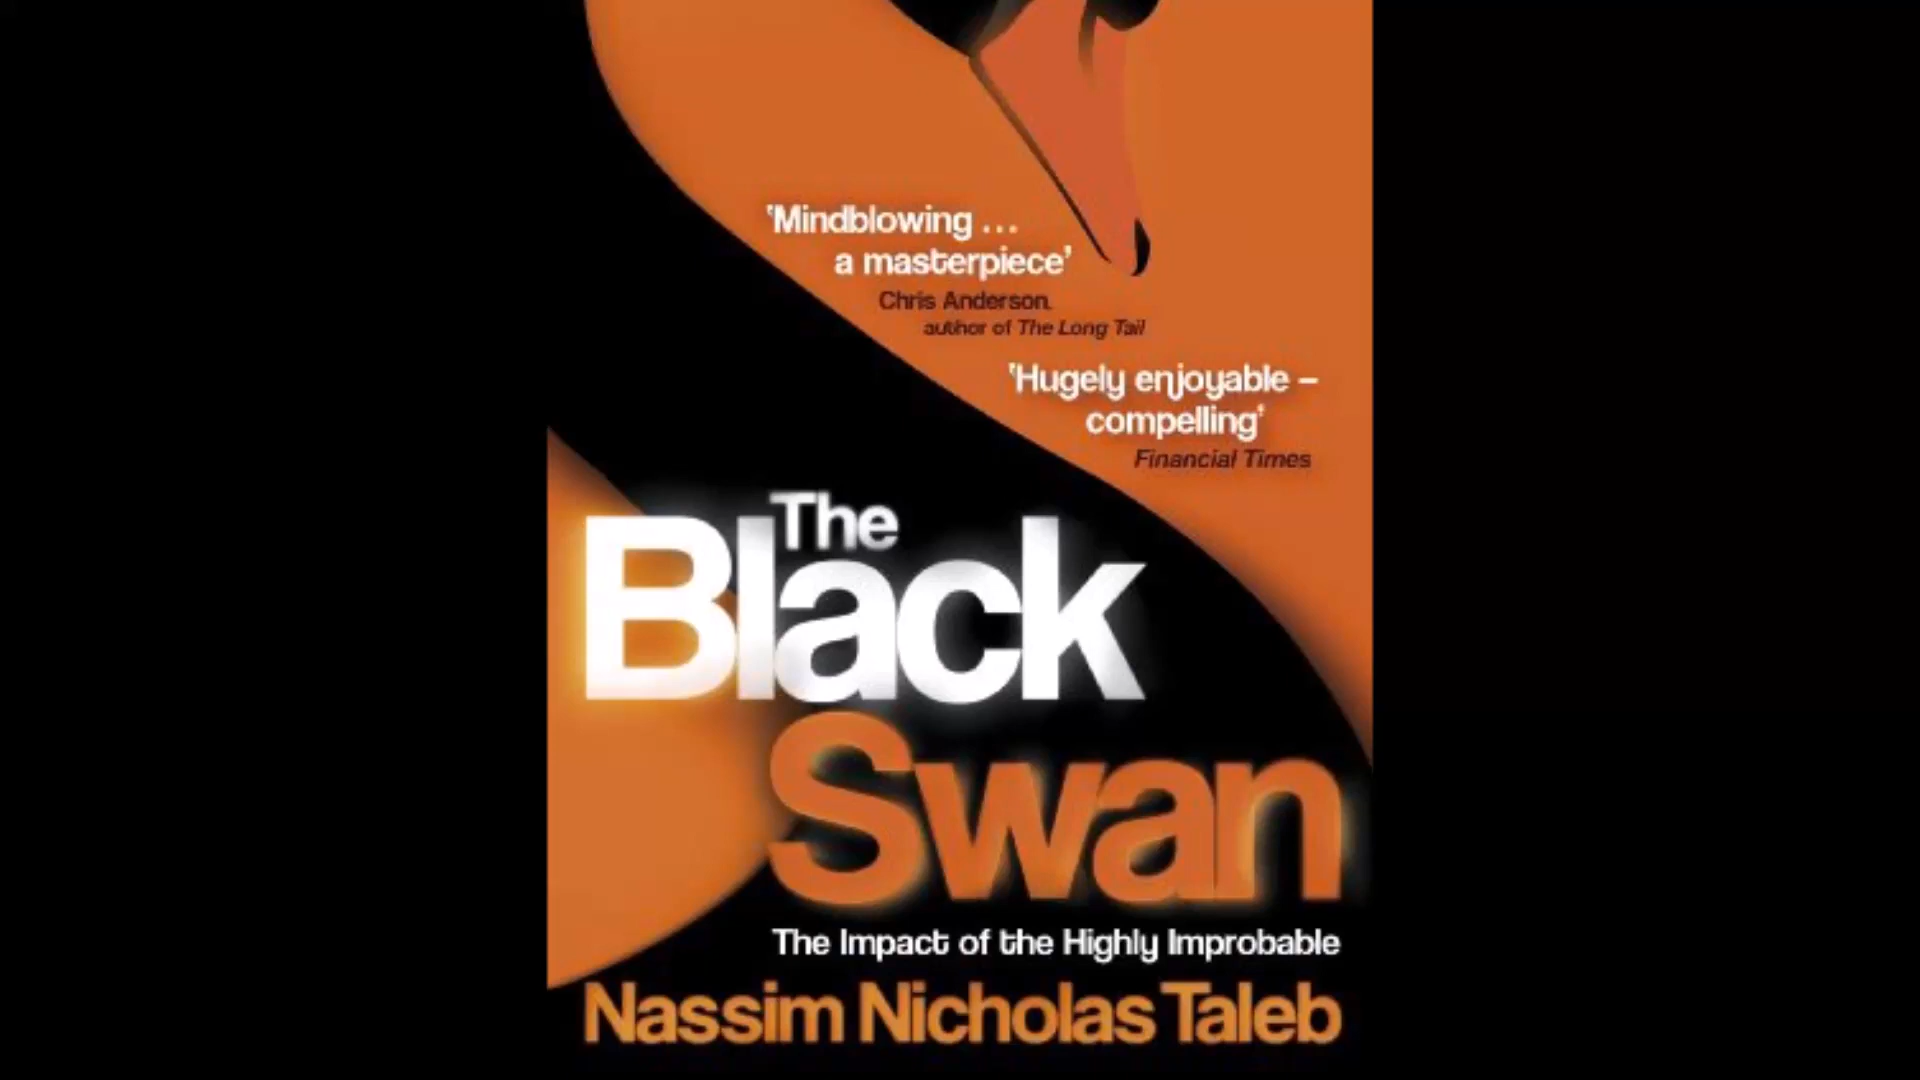 ‘Mindblowing ...
a masterpiece’
Chris Anderson,
author of The Long Tail
‘Hugely enjoyable –
compelling’
Financial Times
The
Black
Swan
The Impact of the Highly Improbable
Nassim Nicholas Taleb